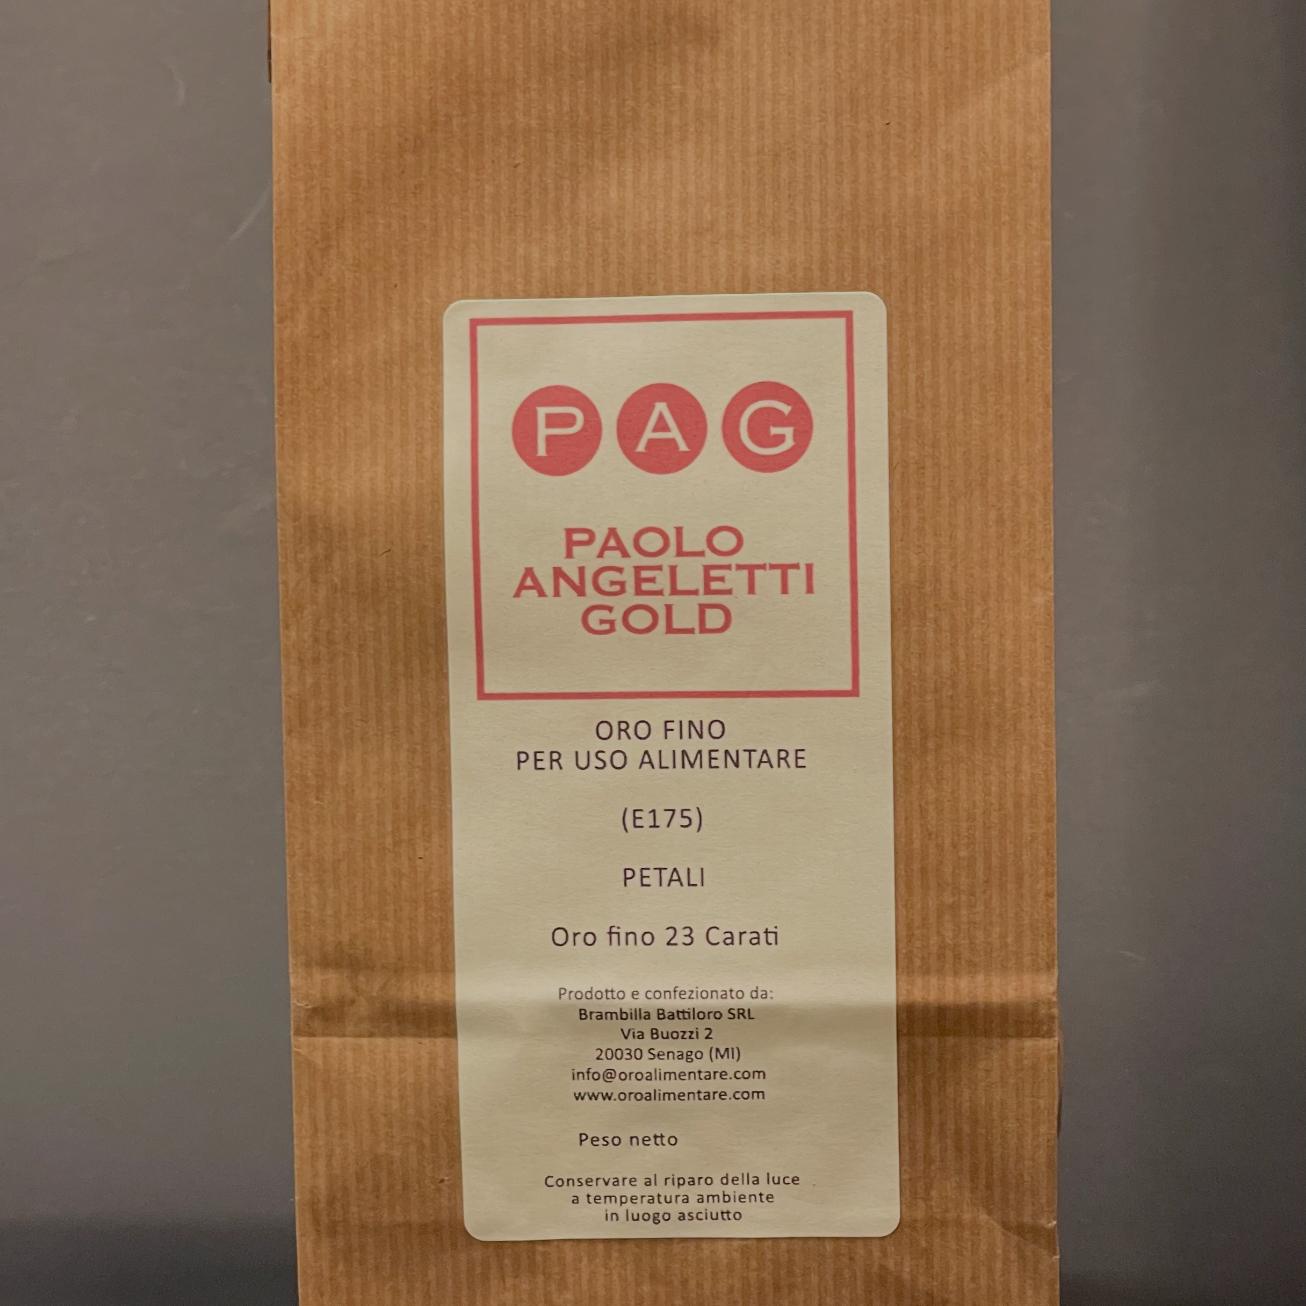 P A G
PAOLO
ANGELETTI
GOLD
ORO FINO
PER USO ALIMENTARE
(E175)
PETALI
Oro fino 23 Carati
Prodotto e confezionato da:
Brambilla Battiloro SRL
Via Buozzi 2
20030 Senago (MI)
info@oroalimentare.com
www.oroalimentare.com
Peso netto
Conservare al riparo della luce
a temperatura ambiente
in luogo asciutto